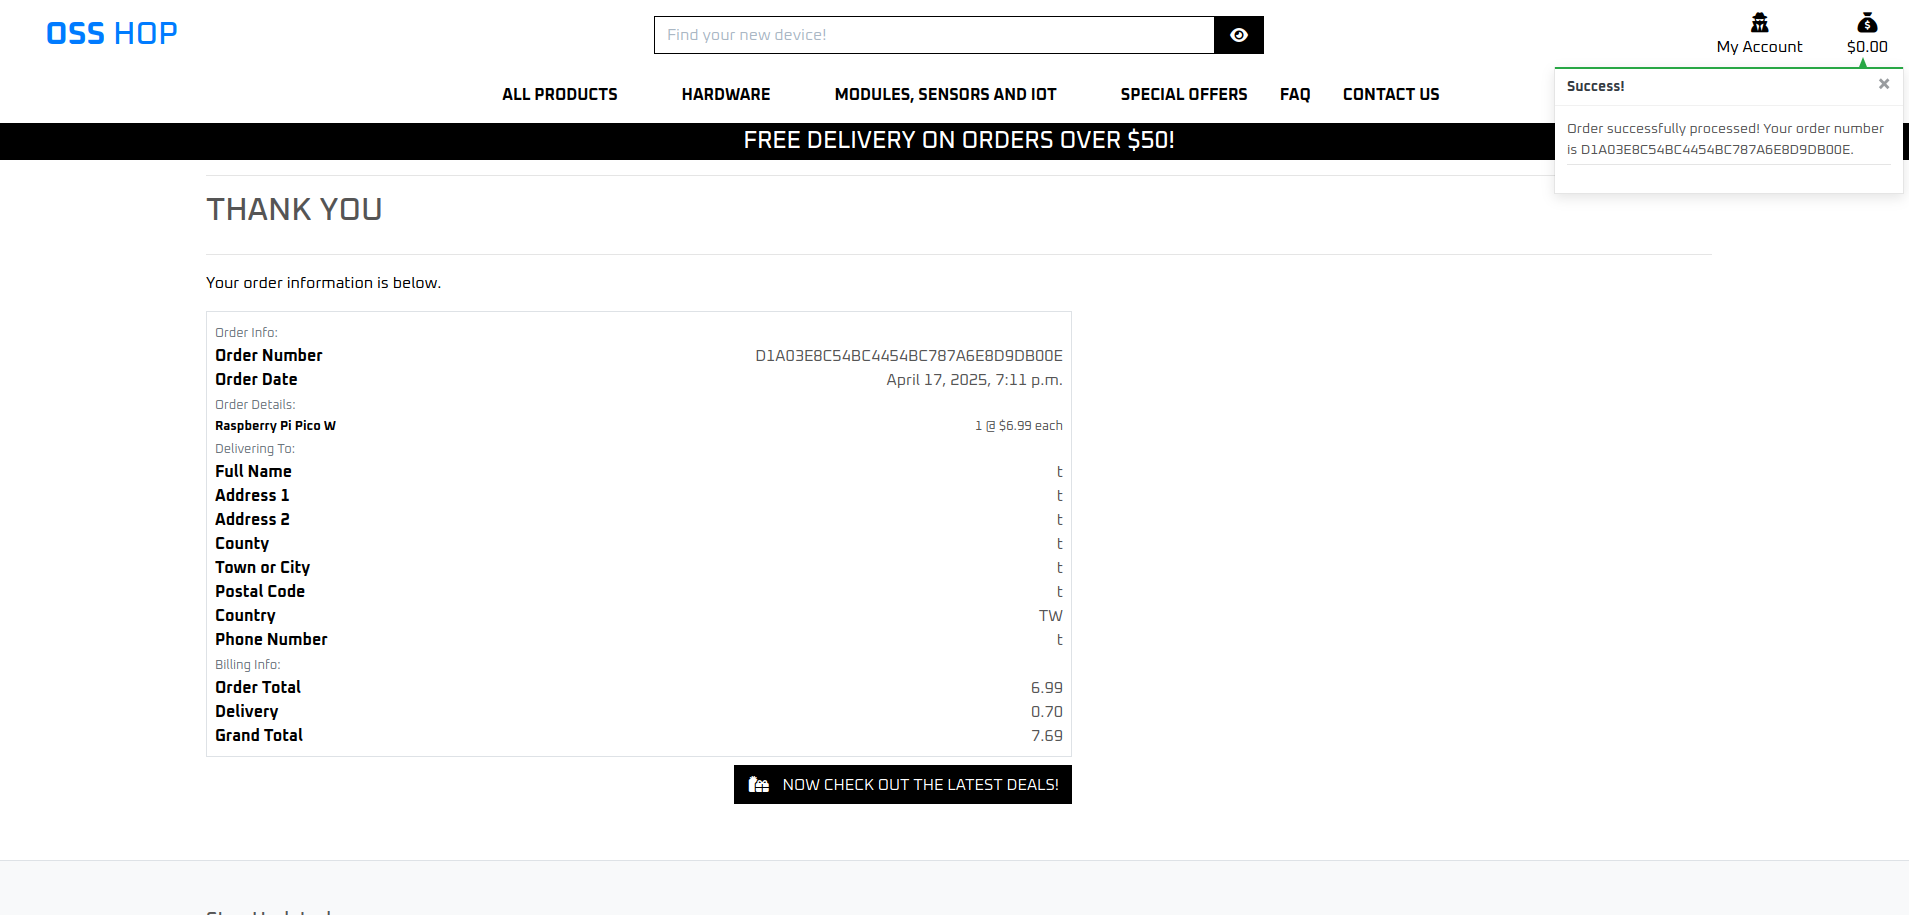 OSS HOP
Find your new device!
My Account
$0.00
ALL PRODUCTS HARDWARE MODULES, SENSORS AND IOT SPECIAL OFFERS FAQ CONTACT US
Success!
×
Order successfully processed! Your order number
is D1A03E8C54BC4454BC787A6E8D9DB00E.
FREE DELIVERY ON ORDERS OVER $50!
THANK YOU
Your order information is below.
Order Info:
Order Number D1A03E8C54BC4454BC787A6E8D9DB00E
Order Date April 17, 2025, 7:11 p.m.
Order Details:
Raspberry Pi Pico W 1 @ $6.99 each
Delivering To:
Full Name t
Address 1 t
Address 2 t
County t
Town or City t
Postal Code t
Country TW
Phone Number t
Billing Info:
Order Total 6.99
Delivery 0.70
Grand Total 7.69
NOW CHECK OUT THE LATEST DEALS!